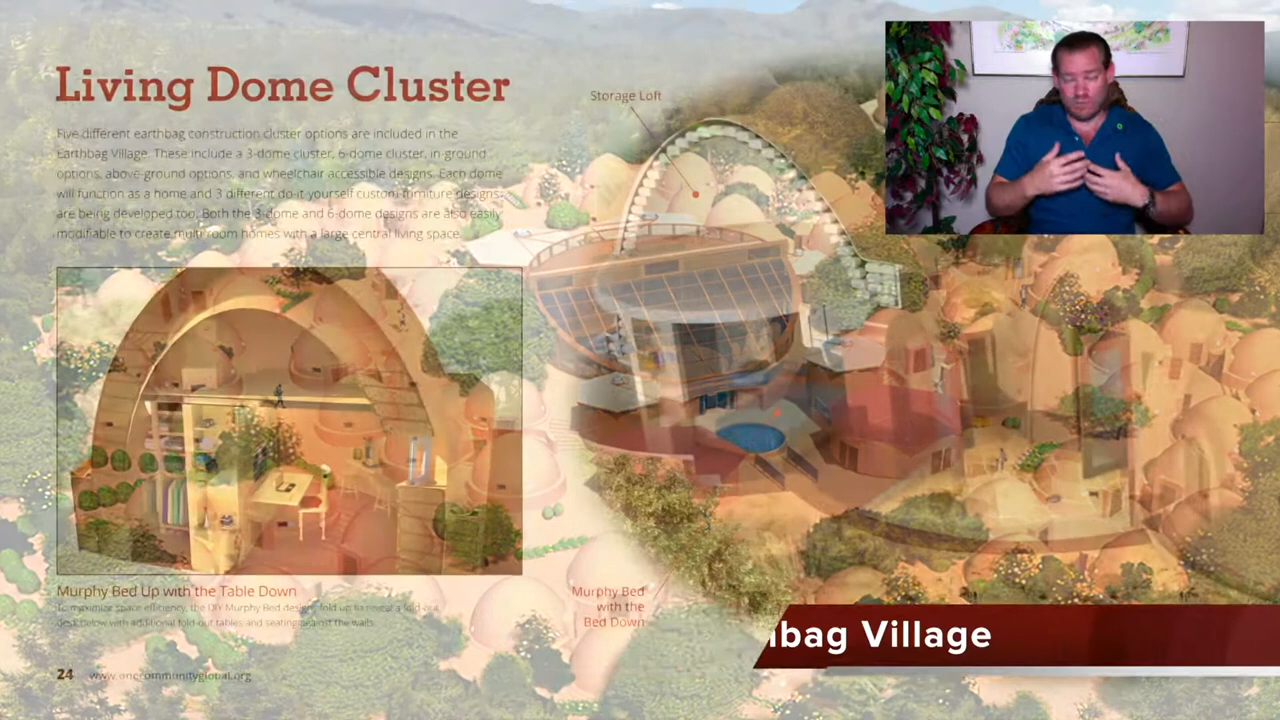 Living Dome Cluster
Five different earthbag construction cluster options are included in the
Earthbag Village. These include a 3-dome cluster, 6-dome cluster, in-ground
options, above-ground options, and wheelchair accessible designs. Each dome
will function as a home and 3 different do-it-yourself custom furniture designs
are being developed too. Both the 3-dome and 6-dome designs are also easily
modifiable to create multi room homes with a large central living space.
Storage Loft
Murphy Bed Up with the Table Down
To maximize space efficiency, the DIY Murphy Bed designs fold up to reveal a fold-out
desk below with additional fold-out tables and seating against the walls.
Murphy Bed
with the
Bed Down
bag Village
24 www.onecommunityglobal.org